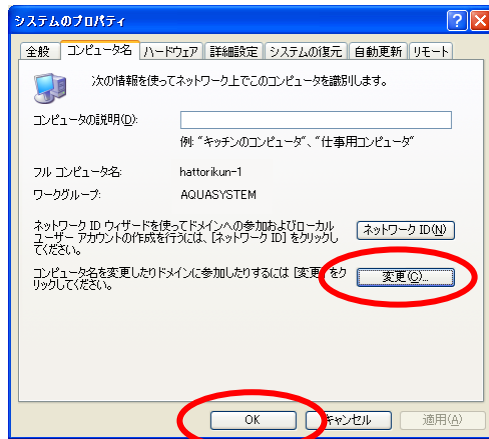 システムのプロパティ
全般 コンピュータ名 ハードウェア 詳細設定 システムの復元 自動更新 リモート
次の情報を使ってネットワーク上でこのコンピュータを識別します。
コンピュータの説明(D):
例: "キッチンのコンピュータ"、"仕事用コンピュータ"
フル コンピュータ名: hattorikun-1
ワークグループ: AQUASYSTEM
ネットワーク ID ウィザードを使ってドメインへの参加およびローカル
ユーザー アカウントの作成を行うには、[ネットワーク ID] をクリックし
てください。
ネットワーク ID(N)
コンピュータ名を変更したりドメインに参加したりするには [変更] をク
リックしてください。
変更(C)...
OK キャンセル 適用(A)